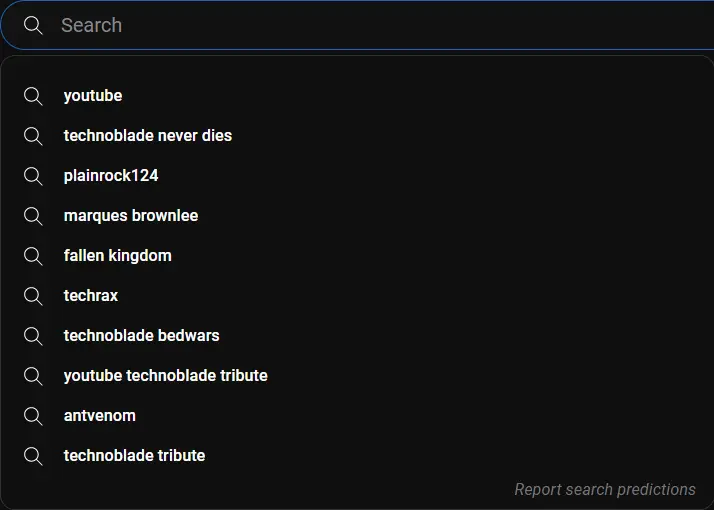 Search
youtube
technoblade never dies
plainrock124
marques brownlee
fallen kingdom
techrax
technoblade bedwars
youtube technoblade tribute
antvenom
technoblade tribute
Report search predictions